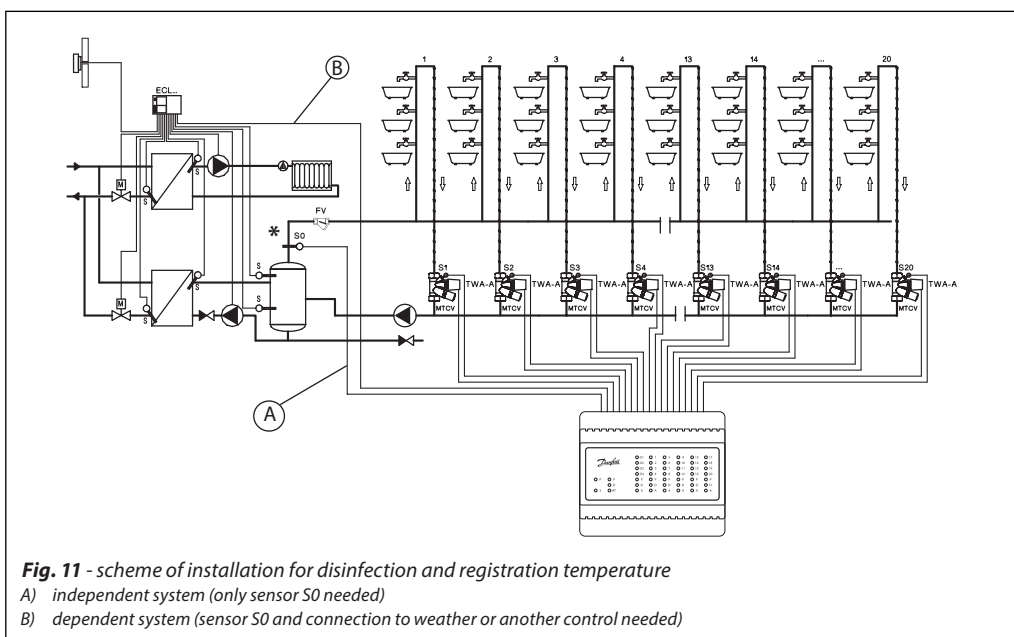 1 2 3 4 13 14 ... 20
B
ECL...
M
S
S
FV
* S0
S
S
M
S
S
S1 S2 S3 S4 S13 S14 ... S20
TWA-A TWA-A TWA-A TWA-A TWA-A TWA-A TWA-A TWA-A
MTCV MTCV MTCV MTCV MTCV MTCV MTCV MTCV
A
Danfoss
Fig. 11 - scheme of installation for disinfection and registration temperature
A) independent system (only sensor S0 needed)
B) dependent system (sensor S0 and connection to weather or another control needed)